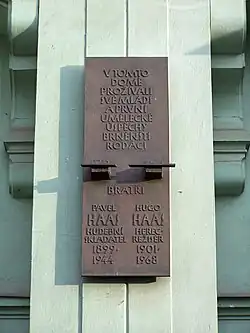 V TOMTO
DOMĚ
PROŽÍVALI
SVÉ MLÁDÍ
A PRVNÍ
UMĚLECKÉ
ÚSPĚCHY
BRNĚNŠTÍ
RODÁCI
BRATŘI
PAVEL HUGO
HAAS HAAS
HUDEBNÍ HEREC-
SKLADATEL REŽISÉR
1899- 1901-
1944 1968